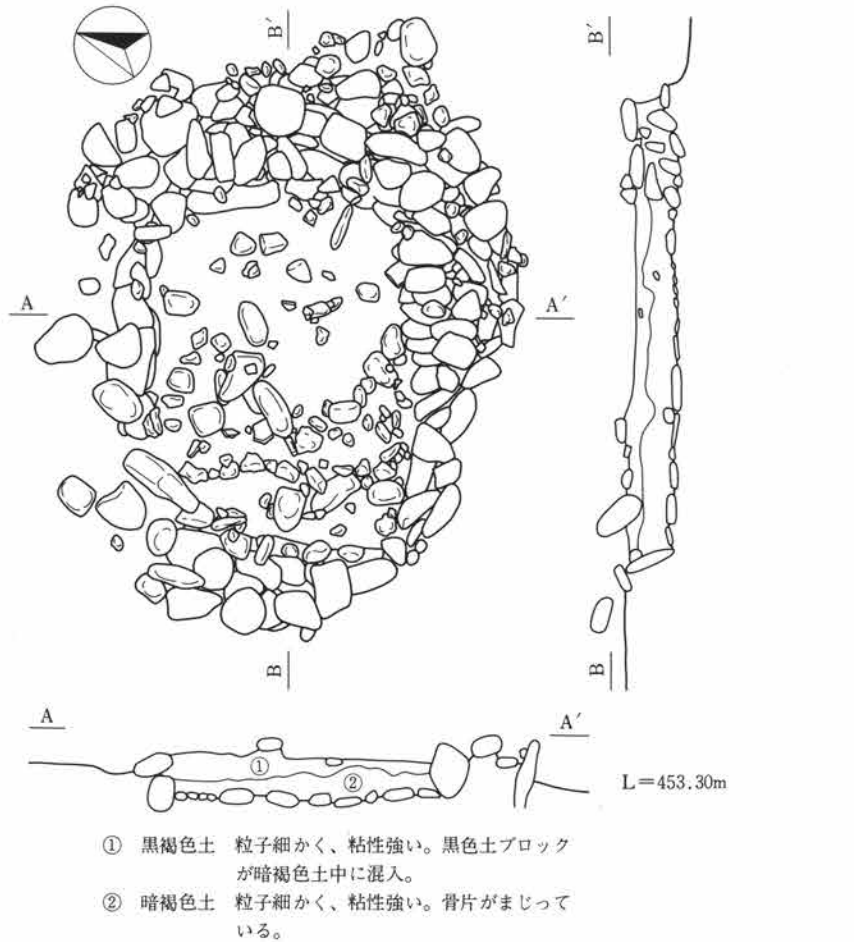 B′
B′
A
A′
B
B
A
A′
①
②
L＝453.30m
① 黒褐色土 粒子細かく、粘性強い。黒色土ブロック
が暗褐色土中に混入。
② 暗褐色土 粒子細かく、粘性強い。骨片がまじって
いる。